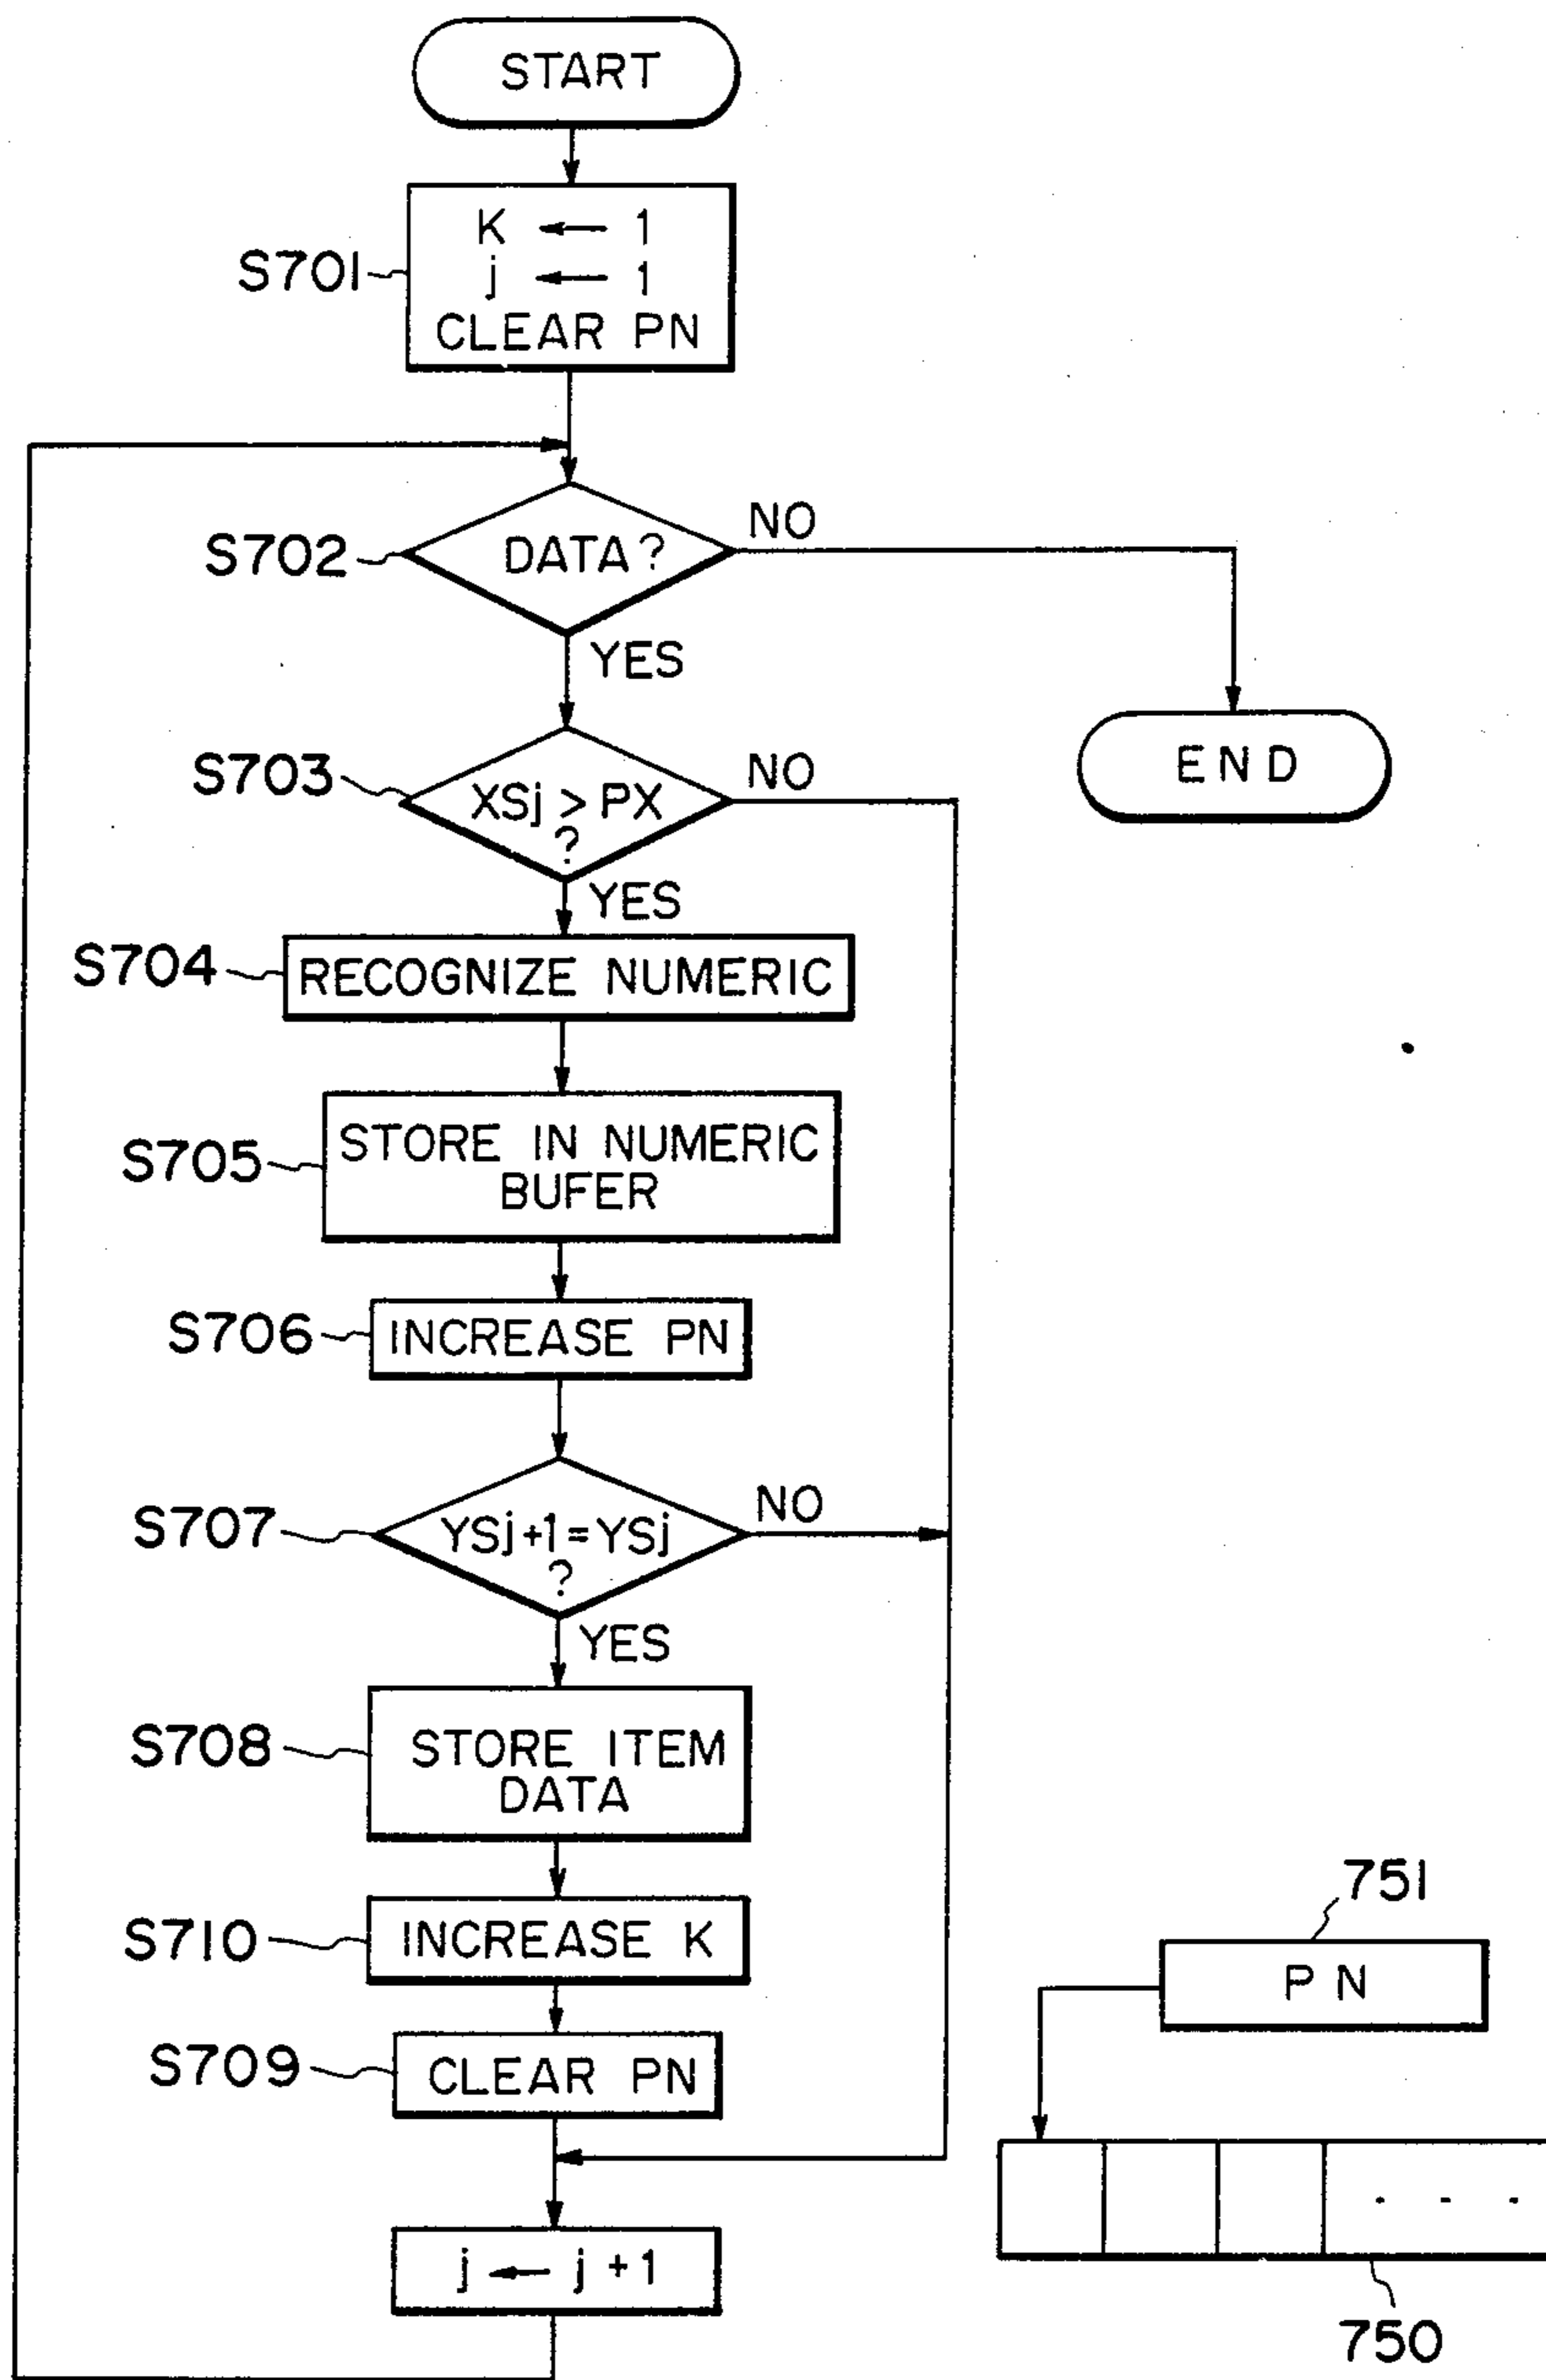 START
K ← 1
j ← 1
CLEAR PN
S701
S702
DATA?
NO
YES
END
S703
XSj > PX
?
NO
YES
S704
RECOGNIZE NUMERIC
S705
STORE IN NUMERIC
BUFER
S706
INCREASE PN
S707
YSj+1=YSj
?
NO
YES
S708
STORE ITEM
DATA
S710
INCREASE K
S709
CLEAR PN
j ← j +1
751
PN
. . .
750